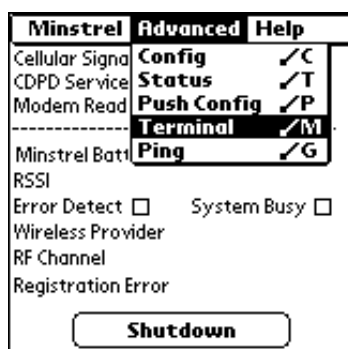 Minstrel Advanced Help
Cellular Signa Config /C
CDPD Service Status /T
Modem Read Push Config /P
Terminal /M
Minstrel Batt Ping /G
RSSI
Error Detect System Busy
Wireless Provider
RF Channel
Registration Error
Shutdown